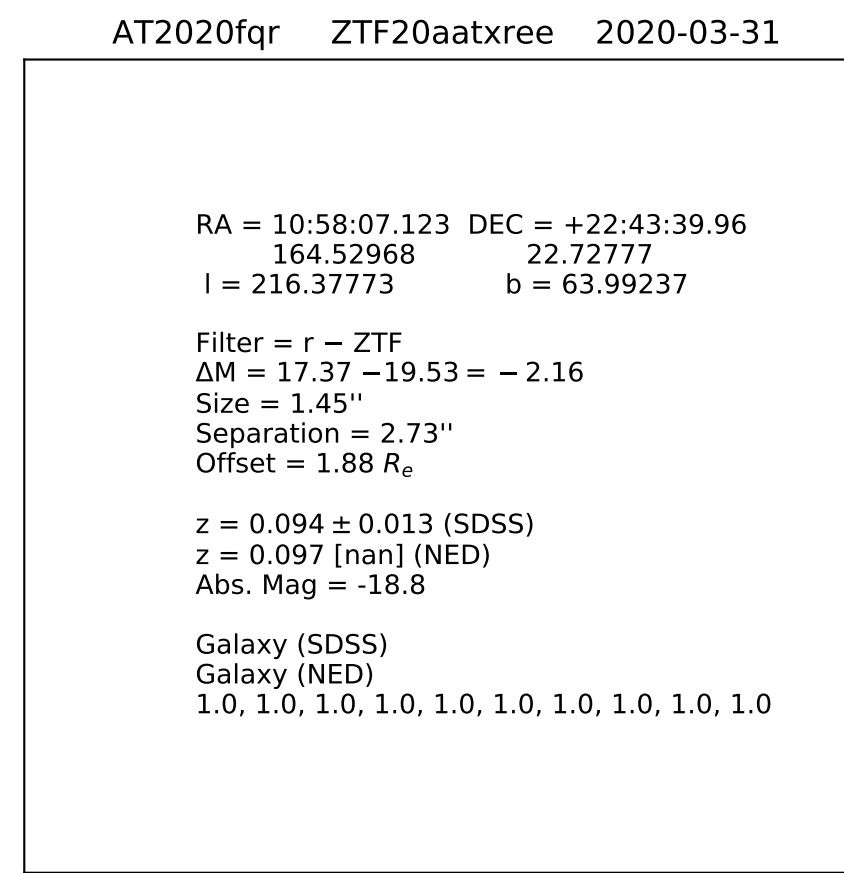 AT2020fqr ZTF20aatxree 2020-03-31
RA = 10:58:07.123 DEC = +22:43:39.96
164.52968 22.72777
l = 216.37773 b = 63.99237
Filter = r − ZTF
ΔM = 17.37 −19.53 = − 2.16
Size = 1.45''
Separation = 2.73''
Offset = 1.88 Rₑ
z = 0.094 ± 0.013 (SDSS)
z = 0.097 [nan] (NED)
Abs. Mag = -18.8
Galaxy (SDSS)
Galaxy (NED)
1.0, 1.0, 1.0, 1.0, 1.0, 1.0, 1.0, 1.0, 1.0, 1.0